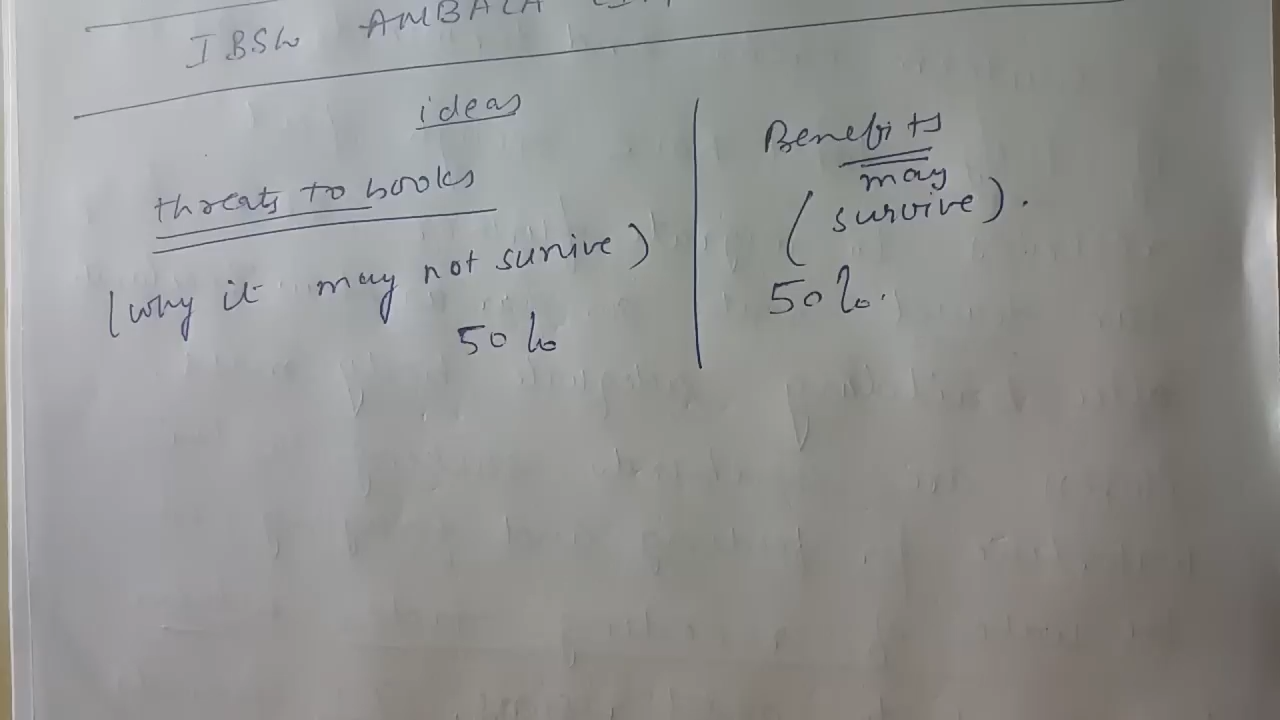 IBSW AMBALA
ideas
threats to books
(why it may not survive)
50%
Benefits
may
(survive).
50%.